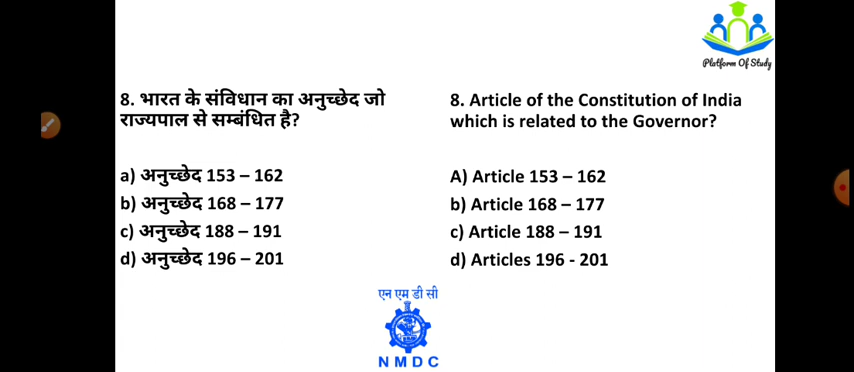 Platform Of Study
8. भारत के संविधान का अनुच्छेद जो
राज्यपाल से सम्बंधित है?
a) अनुच्छेद 153 – 162
b) अनुच्छेद 168 – 177
c) अनुच्छेद 188 – 191
d) अनुच्छेद 196 – 201
8. Article of the Constitution of India
which is related to the Governor?
A) Article 153 – 162
b) Article 168 – 177
c) Article 188 – 191
d) Articles 196 - 201
एन एम डी सी
NMDC